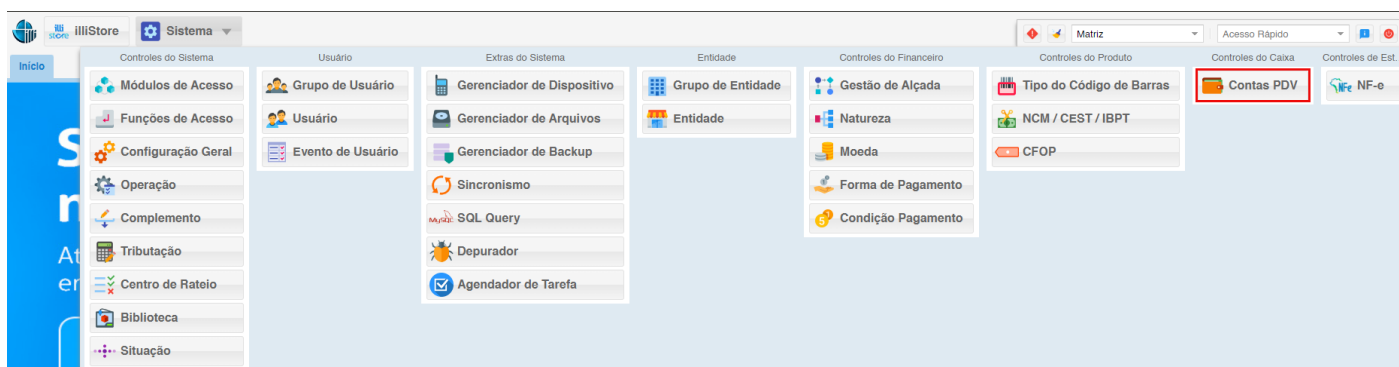 illi store illiStore Sistema Matriz Acesso Rápido
Início
Controles do Sistema Usuário Extras do Sistema Entidade Controles do Financeiro Controles do Produto Controles do Caixa Controles de Est.
Módulos de Acesso Grupo de Usuário Gerenciador de Dispositivo Grupo de Entidade Gestão de Alçada Tipo do Código de Barras Contas PDV NFe NF-e
Funções de Acesso Usuário Gerenciador de Arquivos Entidade Natureza NCM / CEST / IBPT
Configuração Geral Evento de Usuário Gerenciador de Backup Moeda CFOP
Operação Sincronismo Forma de Pagamento
Complemento MySQL SQL Query Condição Pagamento
Tributação Depurador
Centro de Rateio Agendador de Tarefa
Biblioteca
Situação